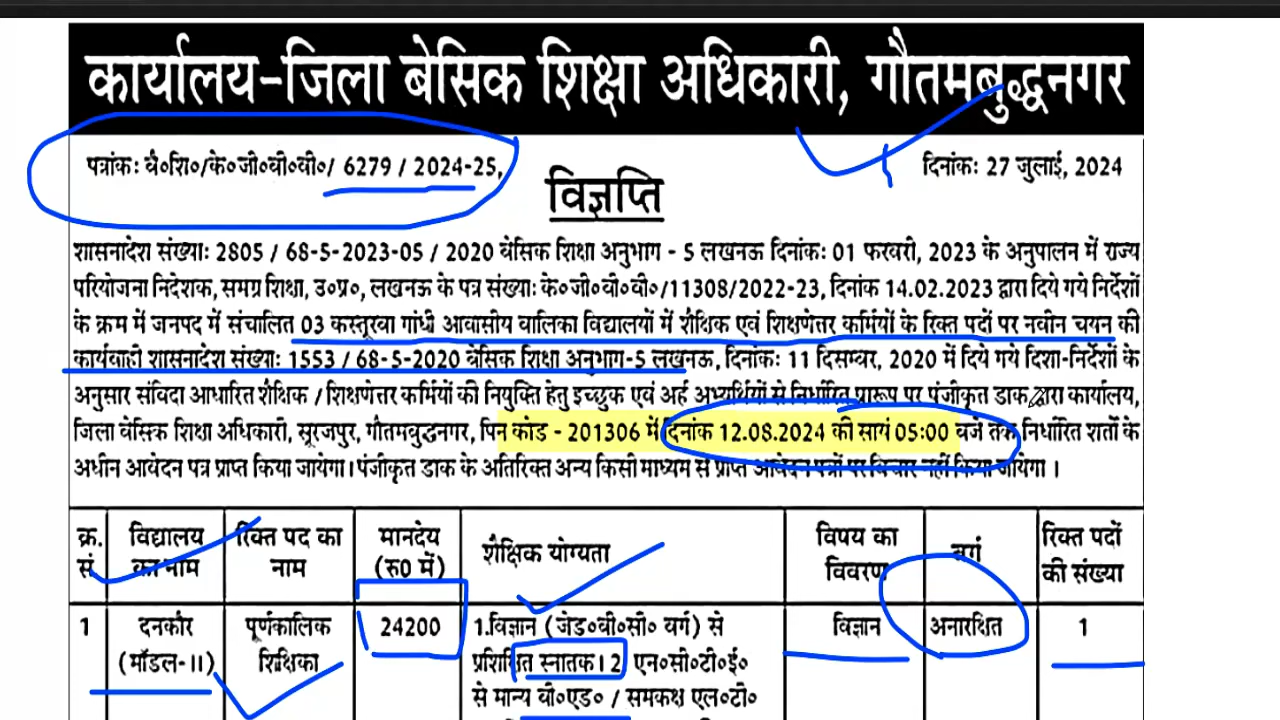 कार्यालय-जिला बेसिक शिक्षा अधिकारी, गौतमबुद्धनगर
पत्रांक: बे०शि०/के०जी०बी०वी०/ 6279 / 2024-25,
दिनांक: 27 जुलाई, 2024
विज्ञप्ति
शासनादेश संख्या: 2805 / 68-5-2023-05 / 2020 बेसिक शिक्षा अनुभाग - 5 लखनऊ दिनांक: 01 फरवरी, 2023 के अनुपालन में राज्य
परियोजना निदेशक, समग्र शिक्षा, उ०प्र०, लखनऊ के पत्र संख्या: के०जी०बी०वी०/11308/2022-23, दिनांक 14.02.2023 द्वारा दिये गये निर्देशों
के क्रम में जनपद में संचालित 03 कस्तूरबा गांधी आवासीय बालिका विद्यालयों में शैक्षिक एवं शिक्षणेत्तर कर्मियों के रिक्त पदों पर नवीन चयन की
कार्यवाही शासनादेश संख्या: 1553 / 68-5-2020 बेसिक शिक्षा अनुभाग-5 लखनऊ, दिनांक: 11 दिसम्बर, 2020 में दिये गये दिशा-निर्देशों के
अनुसार संविदा आधारित शैक्षिक / शिक्षणेत्तर कर्मियों की नियुक्ति हेतु इच्छुक एवं अर्ह अभ्यर्थियों से निर्धारित प्रारूप पर पंजीकृत डाक द्वारा कार्यालय,
जिला बेसिक शिक्षा अधिकारी, सूरजपुर, गौतमबुद्धनगर, पिन कोड - 201306 में दिनांक 12.08.2024 की सायं 05:00 बजे तक निर्धारित शर्तों के
अधीन आवेदन पत्र प्राप्त किया जायेगा। पंजीकृत डाक के अतिरिक्त अन्य किसी माध्यम से प्राप्त आवेदन पत्रों पर विचार नहीं किया जायेगा ।
क्र. सं. विद्यालय का नाम रिक्त पद का नाम मानदेय (रु0 में) शैक्षिक योग्यता विषय का विवरण वर्ग रिक्त पदों की संख्या
1 दनकौर पूर्णकालिक 24200 1.विज्ञान (जेड०बी०सी० वर्ग) से विज्ञान अनारक्षित 1
(मॉडल-II) शिक्षिका प्रशिक्षित स्नातक। 2 एन०सी०टी०ई०
से मान्य बी०एड० / समकक्ष एल०टी०